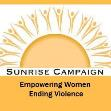 SUNRISE CAMPAIGN
Empowering Women
Ending Violence